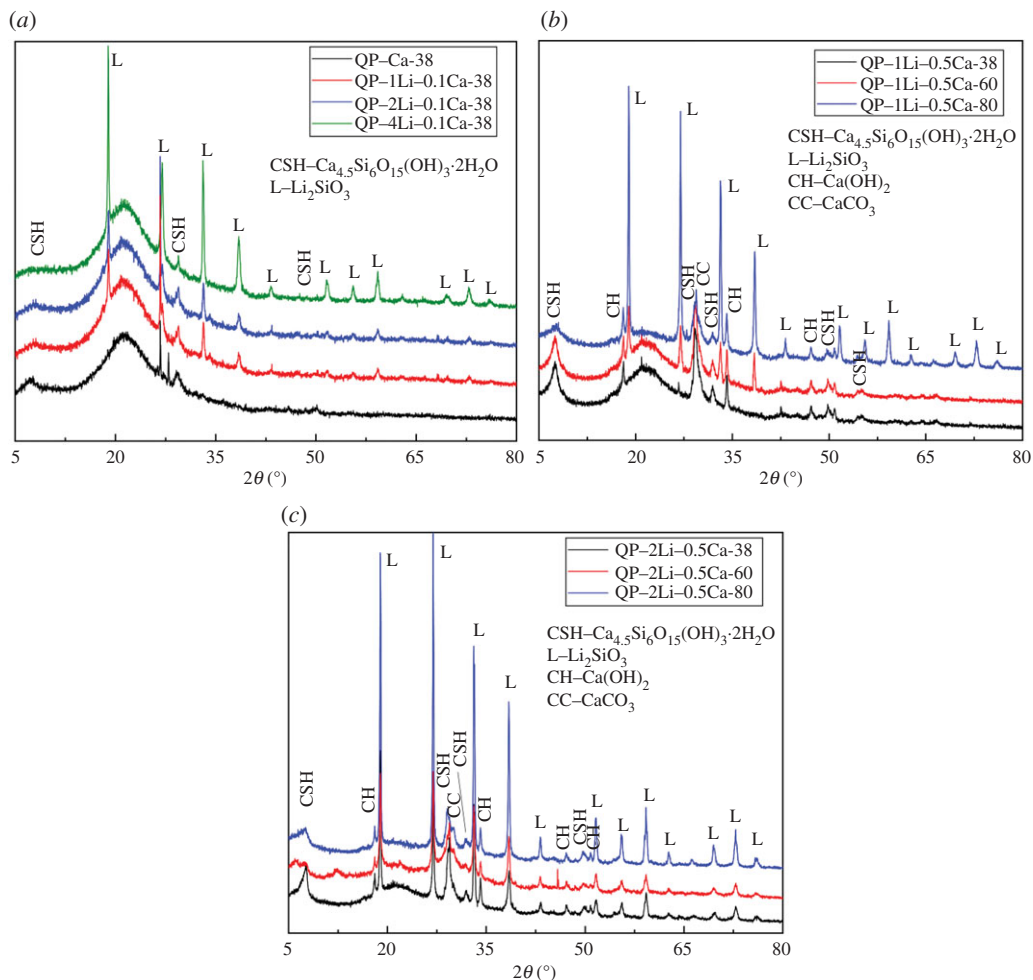 (a)
QP–Ca-38
QP–1Li–0.1Ca-38
QP–2Li–0.1Ca-38
QP–4Li–0.1Ca-38
CSH–Ca4.5Si6O15(OH)3·2H2O
L–Li2SiO3
CSH
L
L
CSH
L
L
L
CSH
L
L
L
L
L
L
5
20
35
50
65
80
2θ (°)
(b)
QP–1Li–0.5Ca-38
QP–1Li–0.5Ca-60
QP–1Li–0.5Ca-80
CSH–Ca4.5Si6O15(OH)3·2H2O
L–Li2SiO3
CH–Ca(OH)2
CC–CaCO3
CSH
CH
L
L
CSH
CC
CSH
L
CH
L
L
CH
CSH
L
CSH
L
L
L
L
L
L
5
20
35
50
65
80
2θ (°)
(c)
QP–2Li–0.5Ca-38
QP–2Li–0.5Ca-60
QP–2Li–0.5Ca-80
CSH–Ca4.5Si6O15(OH)3·2H2O
L–Li2SiO3
CH–Ca(OH)2
CC–CaCO3
CSH
CH
L
L
CSH
CC
CSH
L
CH
L
L
CH
CSH
CH
L
L
L
L
L
L
L
5
20
35
50
65
80
2θ (°)